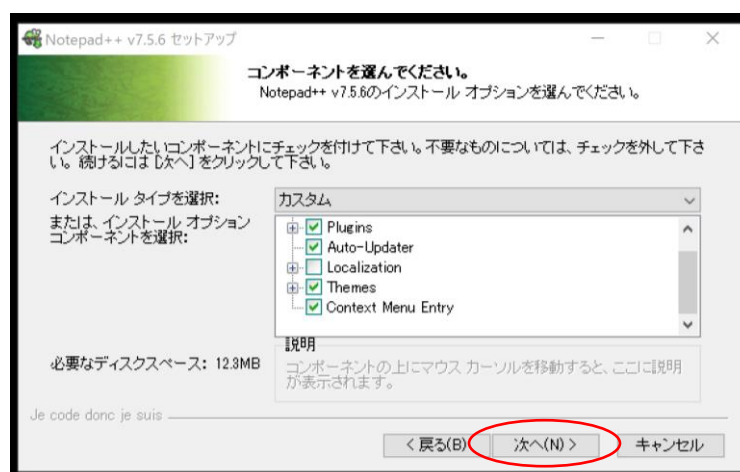 Notepad++ v7.5.6 セットアップ
コンポーネントを選んでください。
Notepad++ v7.5.6のインストール オプションを選んでください。
インストールしたいコンポーネントにチェックを付けて下さい。不要なものについては、チェックを外して下さ
い。続けるには [次へ] をクリックして下さい。
インストール タイプを選択:
カスタム
または、インストール オプション
コンポーネントを選択:
Plugins
Auto-Updater
Localization
Themes
Context Menu Entry
必要なディスクスペース: 12.3MB
説明
コンポーネントの上にマウス カーソルを移動すると、ここに説明
が表示されます。
Je code donc je suis
< 戻る(B)
次へ(N) >
キャンセル